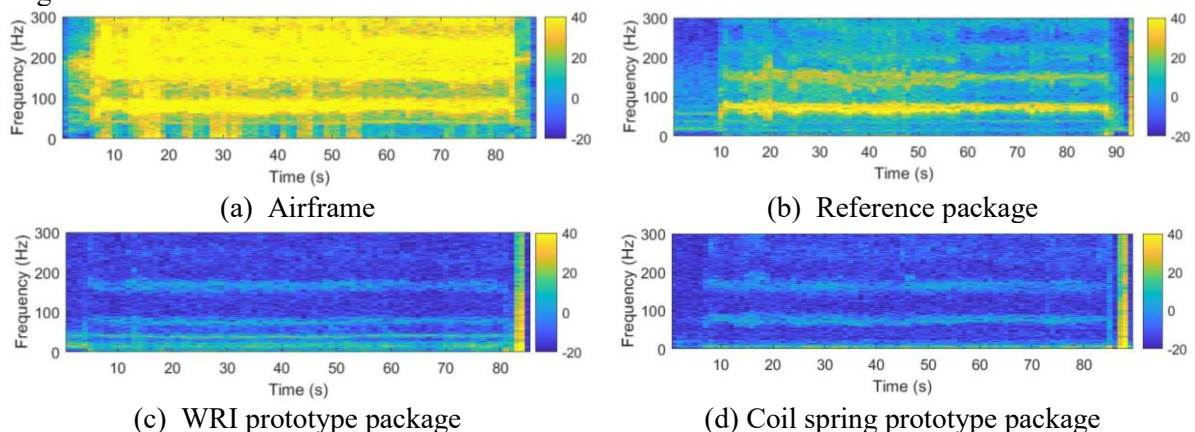 300 40 300 40
Frequency (Hz) 200 20 Frequency (Hz) 200 20
100 0 100 0
0 -20 0 -20
10 20 30 40 50 60 70 80 10 20 30 40 50 60 70 80 90
Time (s) Time (s)
(a) Airframe (b) Reference package
300 40 300 40
Frequency (Hz) 200 20 Frequency (Hz) 200 20
100 0 100 0
0 -20 0 -20
10 20 30 40 50 60 70 80 10 20 30 40 50 60 70 80
Time (s) Time (s)
(c) WRI prototype package (d) Coil spring prototype package